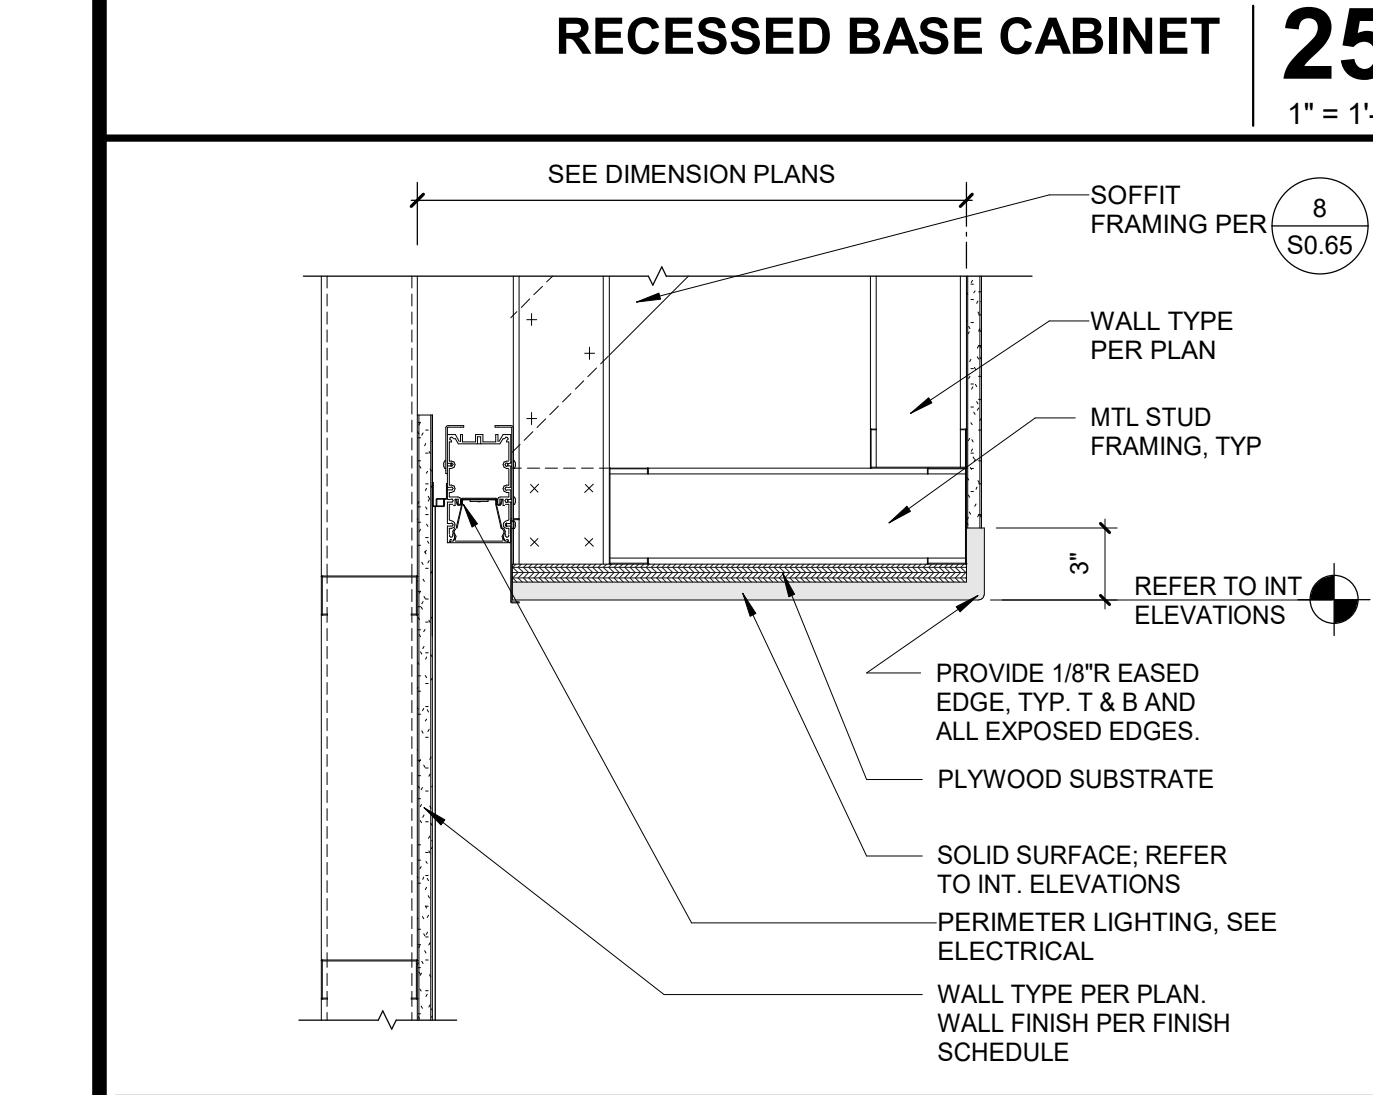 RECESSED BASE CABINET
25
1" = 1'-
SEE DIMENSION PLANS
SOFFIT
FRAMING PER
8
S0.65
WALL TYPE
PER PLAN
MTL STUD
FRAMING, TYP
3"
REFER TO INT
ELEVATIONS
PROVIDE 1/8"R EASED
EDGE, TYP. T & B AND
ALL EXPOSED EDGES.
PLYWOOD SUBSTRATE
SOLID SURFACE; REFER
TO INT. ELEVATIONS
PERIMETER LIGHTING, SEE
ELECTRICAL
WALL TYPE PER PLAN.
WALL FINISH PER FINISH
SCHEDULE